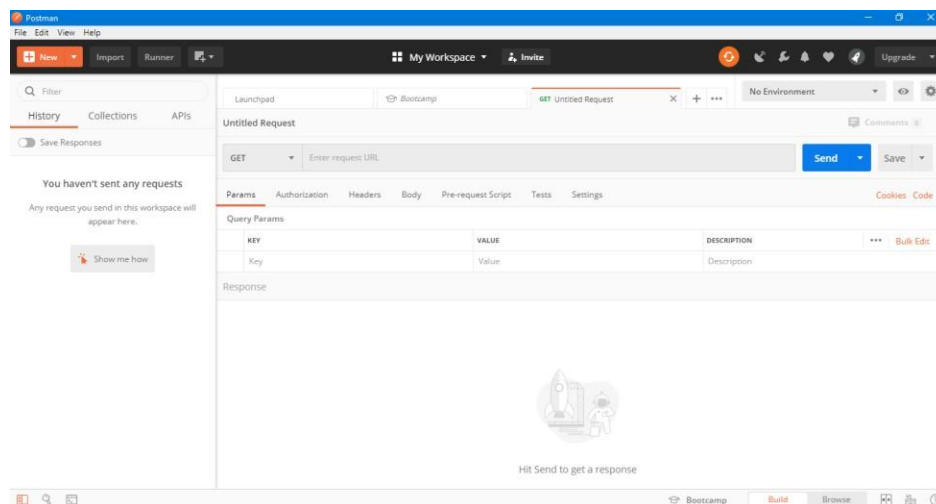 Postman
File Edit View Help
New Import Runner My Workspace Invite Upgrade
Filter
History Collections APIs
Save Responses
You haven't sent any requests
Any request you send in this workspace will
appear here.
Show me how
Launchpad Bootcamp GET Untitled Request No Environment
Untitled Request Comments 0
GET Enter request URL Send Save
Params Authorization Headers Body Pre-request Script Tests Settings Cookies Code
Query Params
KEY VALUE DESCRIPTION Bulk Edit
Key Value Description
Response
Hit Send to get a response
Bootcamp Build Browse